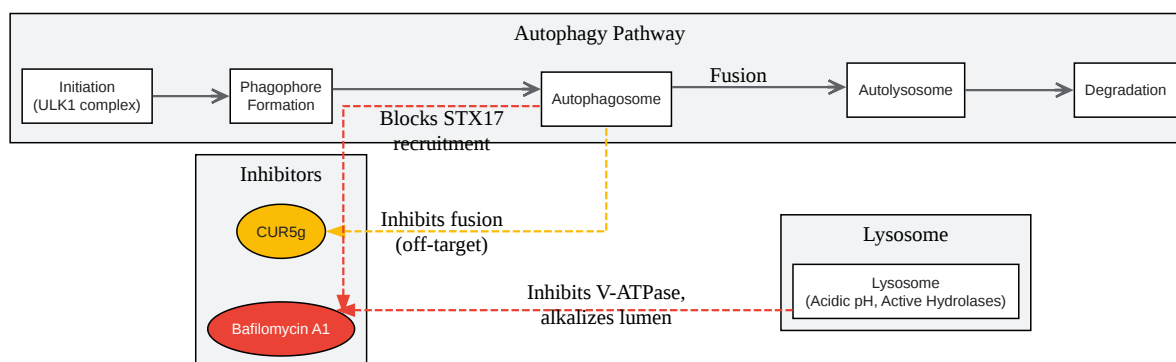 Autophagy Pathway
Initiation
(ULK1 complex)
Phagophore
Formation
Autophagosome
Fusion
Autolysosome
Degradation
Blocks STX17
recruitment
Inhibitors
CUR5g
Inhibits fusion
(off-target)
Bafilomycin A1
Inhibits V-ATPase,
alkalizes lumen
Lysosome
Lysosome
(Acidic pH, Active Hydrolases)